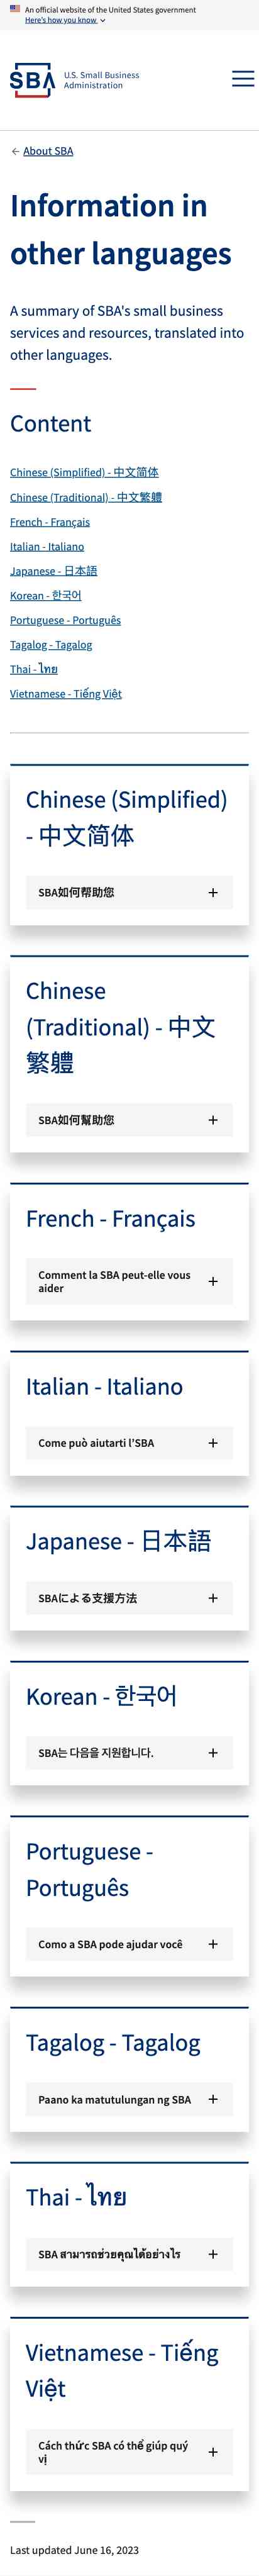 An official website of the United States government
Here's how you know
SBA
U.S. Small Business
Administration
About SBA
Information in
other languages
A summary of SBA's small business
services and resources, translated into
other languages.
Content
Chinese (Simplified) - 中文简体
Chinese (Traditional) - 中文繁體
French - Français
Italian - Italiano
Japanese - 日本語
Korean - 한국어
Portuguese - Português
Tagalog - Tagalog
Thai - ไทย
Vietnamese - Tiếng Việt
Chinese (Simplified)
- 中文简体
SBA如何帮助您
Chinese
(Traditional) - 中文
繁體
SBA如何幫助您
French - Français
Comment la SBA peut-elle vous
aider
Italian - Italiano
Come può aiutarti l'SBA
Japanese - 日本語
SBAによる支援方法
Korean - 한국어
SBA는 다음을 지원합니다.
Portuguese -
Português
Como a SBA pode ajudar você
Tagalog - Tagalog
Paano ka matutulungan ng SBA
Thai - ไทย
SBA สามารถช่วยคุณได้อย่างไร
Vietnamese - Tiếng
Việt
Cách thức SBA có thể giúp quý
vị
Last updated June 16, 2023